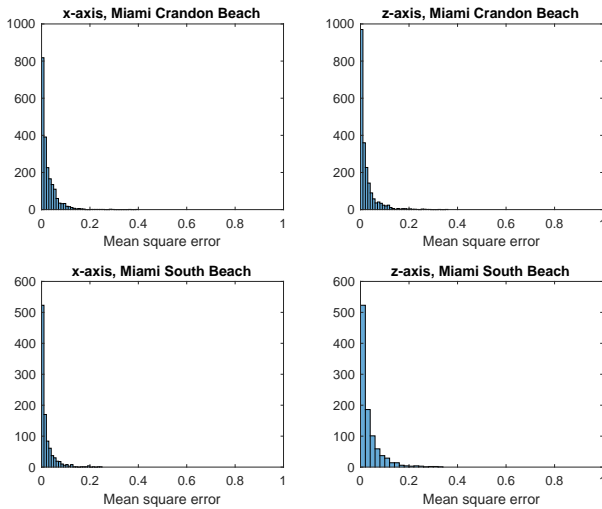 x-axis, Miami Crandon Beach
1000
800
600
400
200
0
0 0.2 0.4 0.6 0.8 1
Mean square error
z-axis, Miami Crandon Beach
1000
800
600
400
200
0
0 0.2 0.4 0.6 0.8 1
Mean square error
x-axis, Miami South Beach
600
500
400
300
200
100
0
0 0.2 0.4 0.6 0.8 1
Mean square error
z-axis, Miami South Beach
600
500
400
300
200
100
0
0 0.2 0.4 0.6 0.8 1
Mean square error